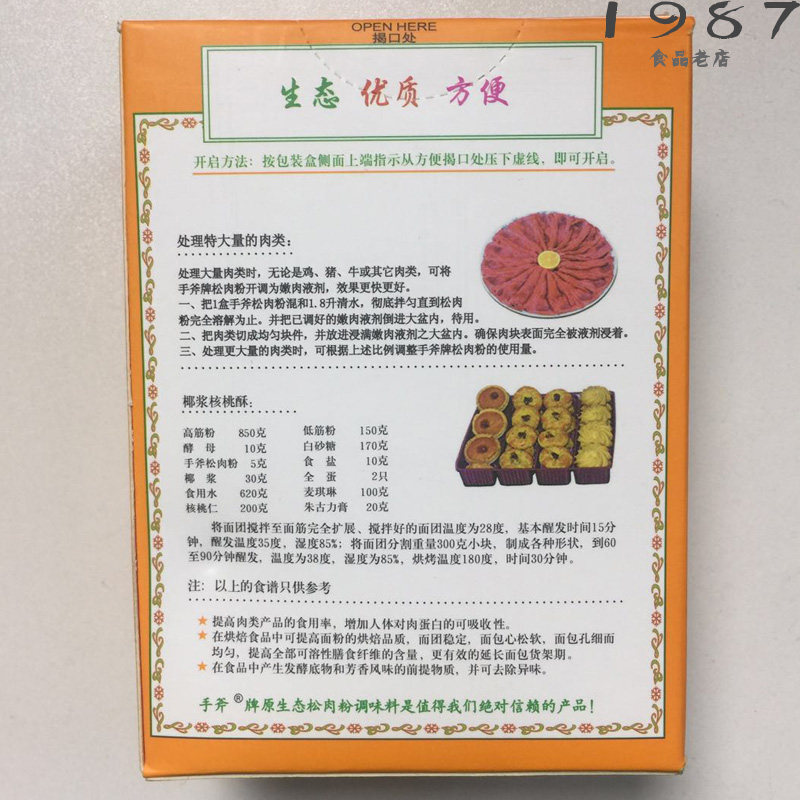 1987
食品老店
OPEN HERE
揭口处
生态 优质 方便
开启方法：按包装盒侧面上端指示从方便揭口处压下虚线，即可开启。
处理特大量的肉类：
处理大量肉类时，无论是鸡、猪、牛或其它肉类，可将
手斧牌松肉粉开调为嫩肉液剂，效果更快更好。
一、把1盒手斧松肉粉混和1.8升清水，彻底拌匀直到松肉
粉完全溶解为止。并把已调好的嫩肉液剂倒进大盆内，待用。
二、把肉类切成均匀块件，并放进浸满嫩肉液剂之大盆内。确保肉块表面完全被液剂浸着。
三、处理更大量的肉类时，可根据上述比例调整手斧牌松肉粉的使用量。
椰浆核桃酥：
高筋粉 850克 低筋粉 150克
酵母 10克 白砂糖 170克
手斧松肉粉 5克 食盐 10克
椰浆 30克 全蛋 2只
食用水 620克 麦琪琳 100克
核桃仁 200克 朱古力膏 20克
将面团搅拌至面筋完全扩展、搅拌好的面团温度为28度，基本醒发时间15分
钟，醒发温度35度，湿度85%；将面团分割重量300克小块，制成各种形状，到60
至90分钟醒发，温度为38度，湿度为85%，烘烤温度180度，时间30分钟。
注：以上的食谱只供参考
★ 提高肉类产品的食用率，增加人体对肉蛋白的可吸收性。
★ 在烘焙食品中可提高面粉的烘焙品质，而团稳定，面包心松软，面包孔细而
均匀，提高全部可溶性膳食纤维的含量，更有效的延长面包货架期。
★ 在食品中产生发酵底物和芳香风味的前提物质，并可去除异味。
手斧®牌原生态松肉粉调味料是值得我们绝对信赖的产品！